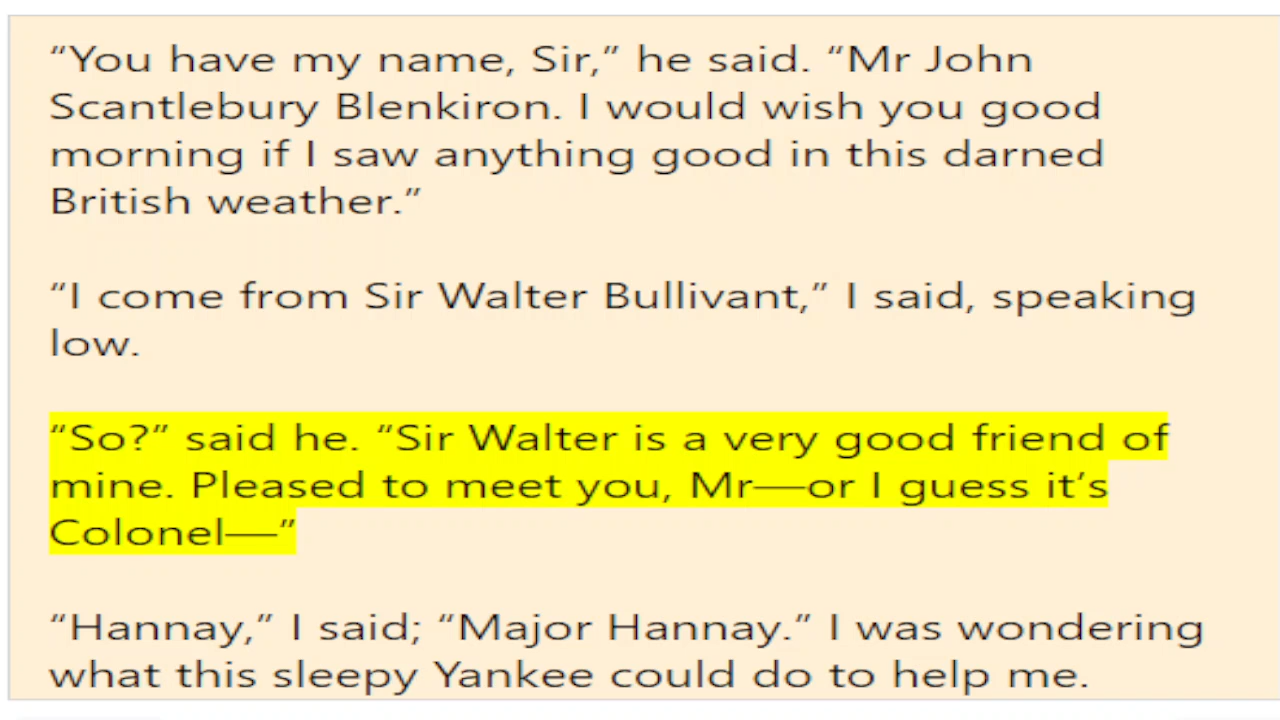 “You have my name, Sir,” he said. “Mr John
Scantlebury Blenkiron. I would wish you good
morning if I saw anything good in this darned
British weather.”
“I come from Sir Walter Bullivant,” I said, speaking
low.
“So?” said he. “Sir Walter is a very good friend of
mine. Pleased to meet you, Mr—or I guess it’s
Colonel—”
“Hannay,” I said; “Major Hannay.” I was wondering
what this sleepy Yankee could do to help me.